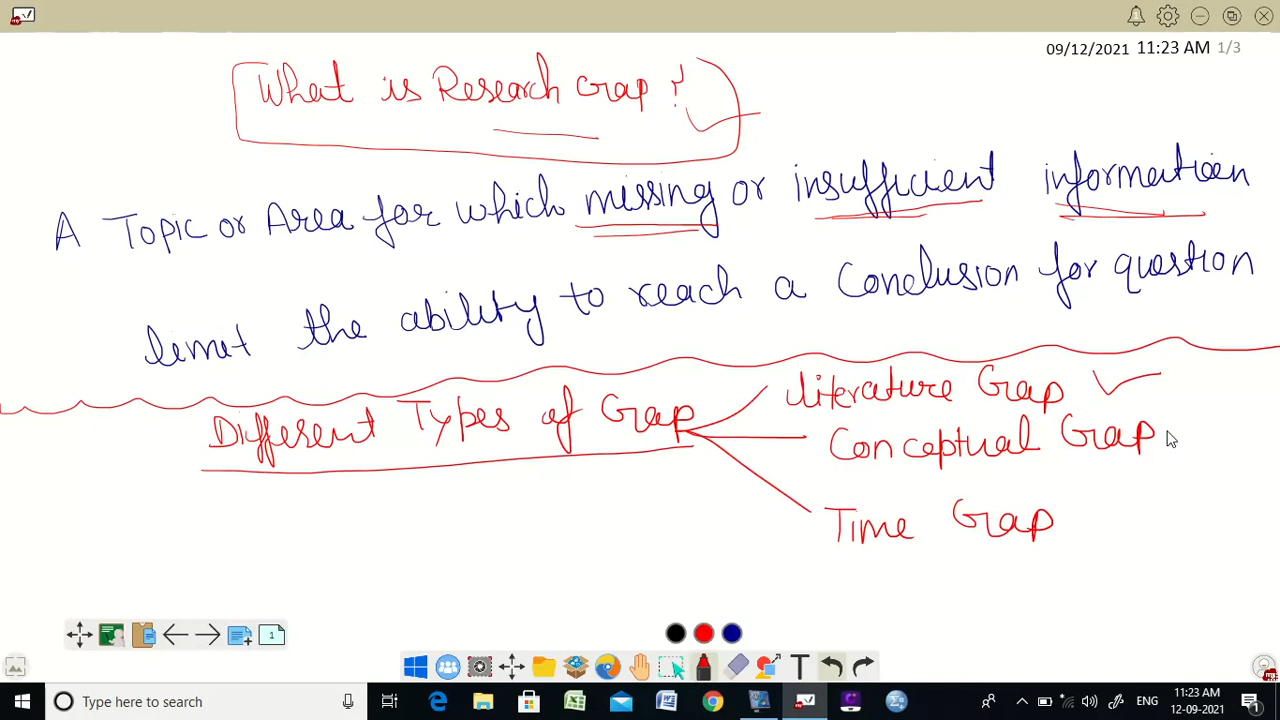 09/12/2021 11:23 AM 1/3
What is Research Gap?
A Topic or Area for which missing or insufficient information
limit the ability to reach a Conclusion for question
Different Types of Gap
literature Gap
Conceptual Gap
Time Gap
1
T
Type here to search
ENG
11:23 AM
12-09-2021